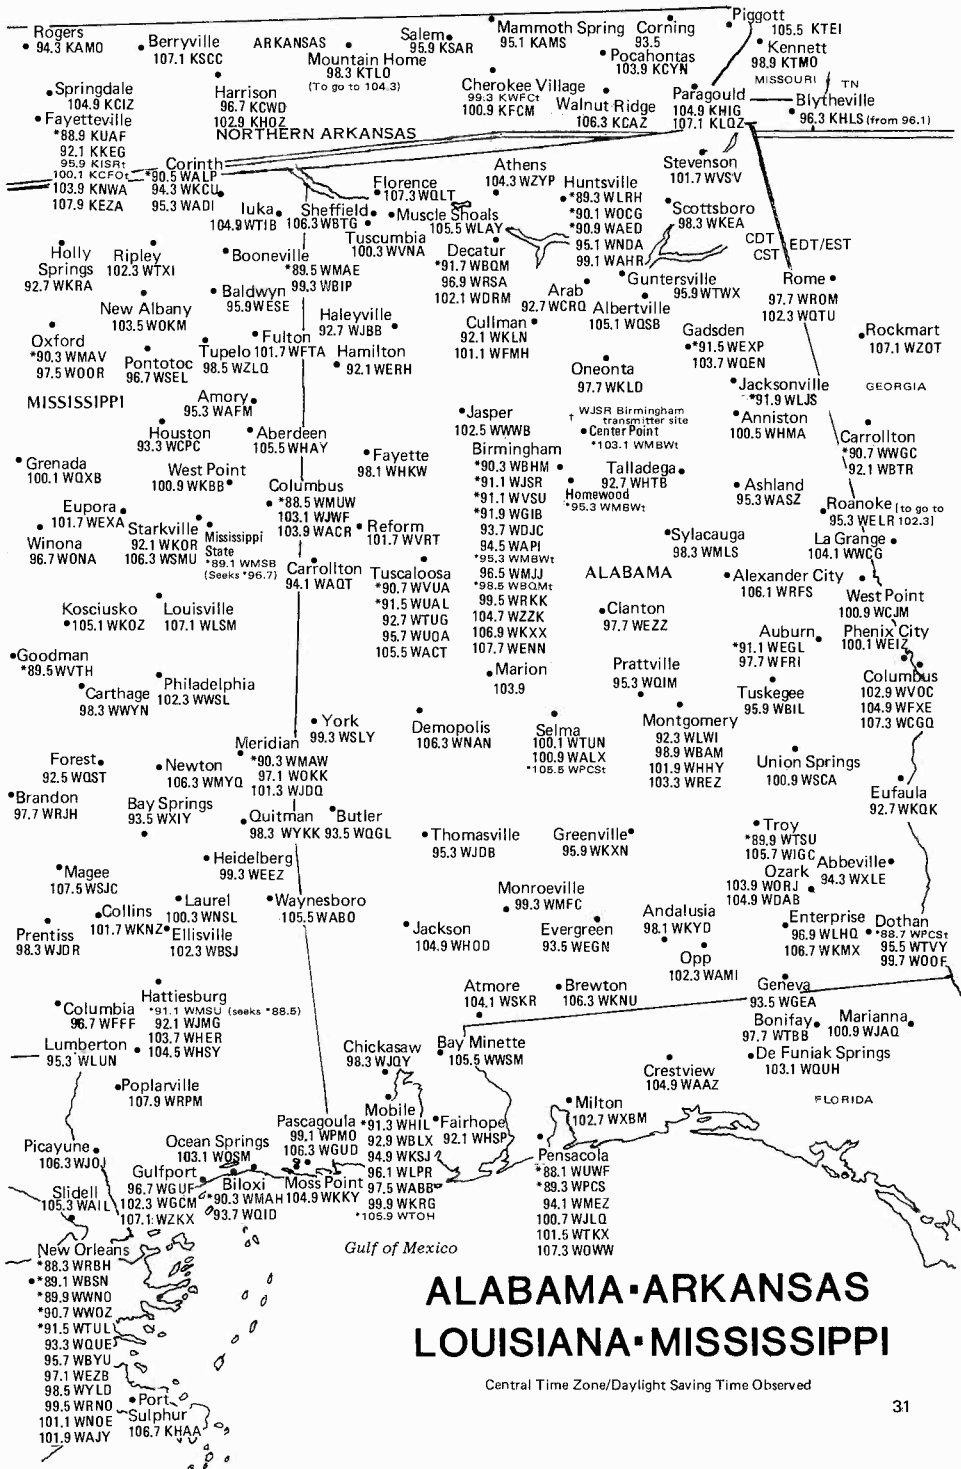 Rogers
94.3 KAMO
Berryville
107.1 KSCC
ARKANSAS
Mountain Home
98.3 KTLO
(To go to 104.3)
Salem
95.9 KSAR
Mammoth Spring
95.1 KAMS
Corning
93.5
Pocahontas
103.9 KCYN
Piggott
105.5 KTEI
Kennett
98.9 KTMO
MISSOURI
TN
Springdale
104.9 KCIZ
Harrison
96.7 KCWD
102.9 KHOZ
Cherokee Village
99.3 KWFCt
100.9 KFCM
Walnut Ridge
106.3 KCAZ
Paragould
104.9 KHIG
107.1 KLQZ
Blytheville
96.3 KHLS (from 96.1)
Fayetteville
*88.9 KUAF
92.1 KKEG
95.9 KISRt
100.1 KCFOt
103.9 KNWA
107.9 KEZA
NORTHERN ARKANSAS
Corinth
*90.5 WALP
94.3 WKCU
95.3 WADI
Iuka
104.9 WTIB
Sheffield
106.3 WBTG
Florence
107.3 WQLT
Muscle Shoals
105.5 WLAY
Tuscumbia
100.3 WVNA
Athens
104.3 WZYP
Huntsville
*89.3 WLRH
*90.1 WOCG
*90.9 WAED
95.1 WNDA
99.1 WAHR
Stevenson
101.7 WVSV
Scottsboro
98.3 WKEA
CDT
CST
EDT/EST
Holly
Springs
92.7 WKRA
Ripley
102.3 WTXI
Booneville
*89.5 WMAE
99.3 WBIP
Decatur
*91.7 WBQM
96.9 WRSA
102.1 WDRM
Guntersville
95.9 WTWX
Arab
92.7 WCRQ
Albertville
105.1 WQSB
Rome
97.7 WROM
102.3 WQTU
New Albany
103.5 WOKM
Baldwyn
95.9 WESE
Haleyville
92.7 WJBB
Cullman
92.1 WKLN
101.1 WFMH
Gadsden
*91.5 WEXP
103.7 WQEN
Rockmart
107.1 WZOT
Oxford
*90.3 WMAV
97.5 WOOR
Pontotoc
96.7 WSEL
Tupelo
98.5 WZLQ
Fulton
101.7 WFTA
Hamilton
92.1 WERH
Oneonta
97.7 WKLD
Jacksonville
*91.9 WLJS
GEORGIA
MISSISSIPPI
Amory
95.3 WAFM
Jasper
102.5 WWWB
† WJSR Birmingham
transmitter site
Center Point
*103.1 WMBWt
Anniston
100.5 WHMA
Carrollton
*90.7 WWGC
92.1 WBTR
Houston
93.3 WCPC
Aberdeen
105.5 WHAY
Fayette
98.1 WHKW
Birmingham
*90.3 WBHM
*91.1 WJSR
*91.1 WVSU
*91.9 WGIB
93.7 WDJC
94.5 WAPI
*95.3 WMBWt
96.5 WMJJ
*98.5 WBQMt
99.5 WRKK
104.7 WZZK
106.9 WKXX
107.7 WENN
Talladega
92.7 WHTB
Homewood
*95.3 WMBWt
Ashland
95.3 WASZ
Roanoke [to go to
95.3 WELR 102.3]
Grenada
100.1 WQXB
West Point
100.9 WKBB
Columbus
*88.5 WMUW
103.1 WJWF
103.9 WACR
Eupora
101.7 WEXA
Winona
96.7 WONA
Starkville
92.1 WKOR
106.3 WSMU
Mississippi
State
*89.1 WMSB
(Seeks *96.7)
Reform
101.7 WVRT
Sylacauga
98.3 WMLS
La Grange
104.1 WWCG
Carrollton
94.1 WAQT
Tuscaloosa
*90.7 WVUA
*91.5 WUAL
92.7 WTUG
95.7 WUOA
105.5 WACT
ALABAMA
Alexander City
106.1 WRFS
West Point
100.9 WCJM
Kosciusko
*105.1 WKOZ
Louisville
107.1 WLSM
Clanton
97.7 WEZZ
Auburn
*91.1 WEGL
97.7 WFRI
Phenix City
100.1 WEIZ
Goodman
*89.5 WVTH
Carthage
98.3 WWYN
Philadelphia
102.3 WWSL
Marion
103.9
Prattville
95.3 WQIM
Tuskegee
95.9 WBIL
Columbus
102.9 WVOC
104.9 WFXE
107.3 WCGQ
York
99.3 WSLY
Demopolis
106.3 WNAN
Selma
100.1 WTUN
100.9 WALX
*105.5 WPCSt
Montgomery
92.3 WLWI
98.9 WBAM
101.9 WHHY
103.3 WREZ
Union Springs
100.9 WSCA
Meridian
*90.3 WMAW
97.1 WOKK
101.3 WJDQ
Forest
92.5 WQST
Newton
106.3 WMYQ
Eufaula
92.7 WKQK
Brandon
97.7 WRJH
Bay Springs
93.5 WXIY
Quitman
98.3 WYKK
Butler
93.5 WQGL
Thomasville
95.3 WJDB
Greenville
95.9 WKXN
Troy
*89.9 WTSU
105.7 WIGC
Magee
107.5 WSJC
Heidelberg
99.3 WEEZ
Ozark
103.9 WORJ
104.9 WDAB
Abbeville
94.3 WXLE
Collins
101.7 WKNZ
Laurel
100.3 WNSL
Waynesboro
105.5 WABO
Monroeville
99.3 WMFC
Prentiss
98.3 WJDR
Ellisville
102.3 WBSJ
Jackson
104.9 WHOD
Evergreen
93.5 WEGN
Andalusia
98.1 WKYD
Opp
102.3 WAMI
Enterprise
96.9 WLHQ
106.7 WKMX
Dothan
*88.7 WPCSt
95.5 WTVY
99.7 WOOF
Hattiesburg
*91.1 WMSU (seeks *88.5)
92.1 WJMG
103.7 WHER
104.5 WHSY
Atmore
104.1 WSKR
Brewton
106.3 WKNU
Geneva
93.5 WGEA
Columbia
96.7 WFFF
Bonifay
97.7 WTBB
Marianna
100.9 WJAQ
Lumberton
95.3 WLUN
Chickasaw
98.3 WJQY
Bay Minette
105.5 WWSM
De Funiak Springs
103.1 WQUH
Crestview
104.9 WAAZ
Poplarville
107.9 WRPM
FLORIDA
Milton
102.7 WXBM
Pascagoula
99.1 WPMO
106.3 WGUD
Mobile
*91.3 WHIL
92.9 WBLX
94.9 WKSJ
96.1 WLPR
97.5 WABB
99.9 WKRG
*105.9 WTOH
Fairhope
92.1 WHSP
Picayune
106.3 WJOJ
Ocean Springs
103.1 WOSM
Pensacola
*88.1 WUWF
*89.3 WPCS
94.1 WMEZ
100.7 WJLQ
101.5 WTKX
107.3 WOWW
Gulfport
96.7 WGUF
102.3 WGCM
107.1 WZKX
Biloxi
*90.3 WMAH
93.7 WQID
Moss Point
104.9 WKKY
Slidell
105.3 WAIL
New Orleans
*88.3 WRBH
*89.1 WBSN
*89.9 WWNO
*90.7 WWOZ
*91.5 WTUL
93.3 WQUE
95.7 WBYU
97.1 WEZB
98.5 WYLD
99.5 WRNO
101.1 WNOE
101.9 WAJY
Port
Sulphur
106.7 KHAA
Gulf of Mexico
ALABAMA▪ARKANSAS
LOUISIANA▪MISSISSIPPI
Central Time Zone/Daylight Saving Time Observed
31